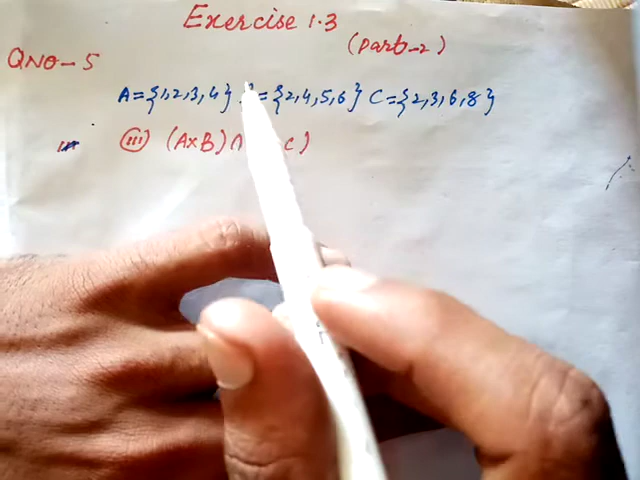 Exercise 1.3
(Part-2)
QNO-5
A={1,2,3,4} = {2,4,5,6} C={2,3,6,8}
(iii) (A×B)∩ C)